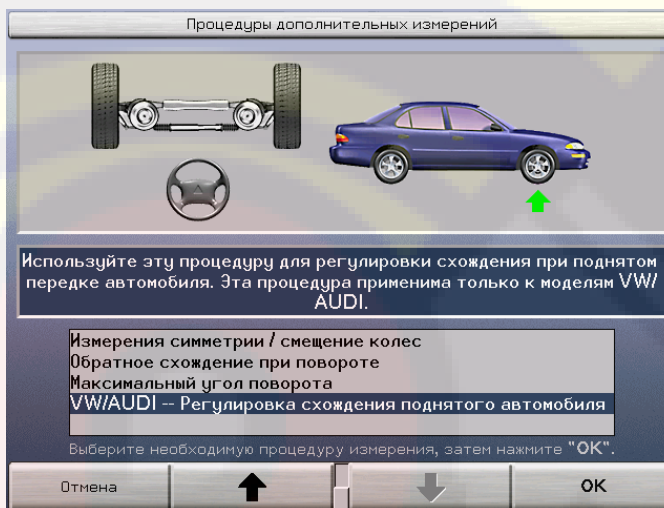 Процедуры дополнительных измерений
Используйте эту процедуру для регулировки схождения при поднятом
передке автомобиля. Эта процедура применима только к моделям VW/
AUDI.
Измерения симметрии / смещение колес
Обратное схождение при повороте
Максимальный угол поворота
VW/AUDI -- Регулировка схождения поднятого автомобиля
Выберите необходимую процедуру измерения, затем нажмите "OK".
Отмена
OK